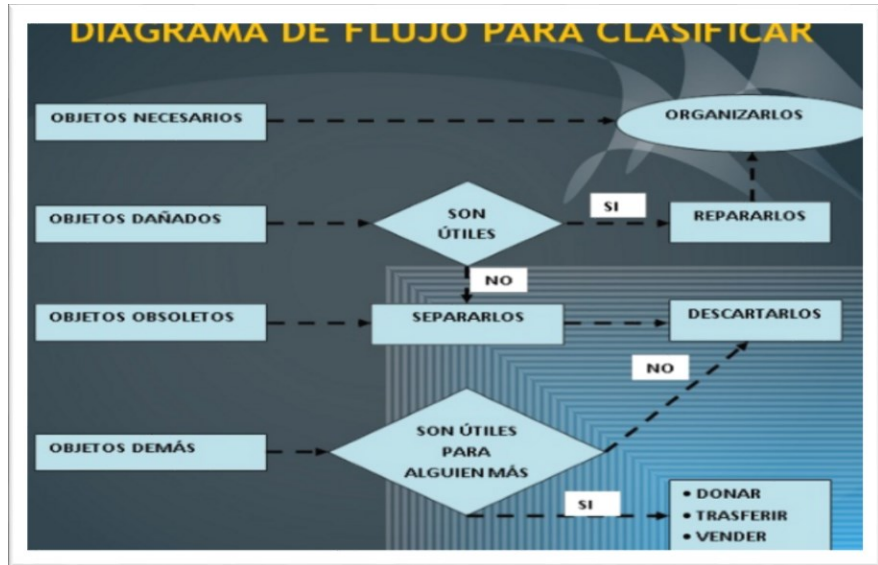 DIAGRAMA DE FLUJO PARA CLASIFICAR
OBJETOS NECESARIOS
ORGANIZARLOS
OBJETOS DAÑADOS
SON
ÚTILES
SI
REPARARLOS
NO
OBJETOS OBSOLETOS
SEPARARLOS
DESCARTARLOS
NO
OBJETOS DEMÁS
SON ÚTILES
PARA
ALGUIEN MÁS
SI
• DONAR
• TRASFERIR
• VENDER